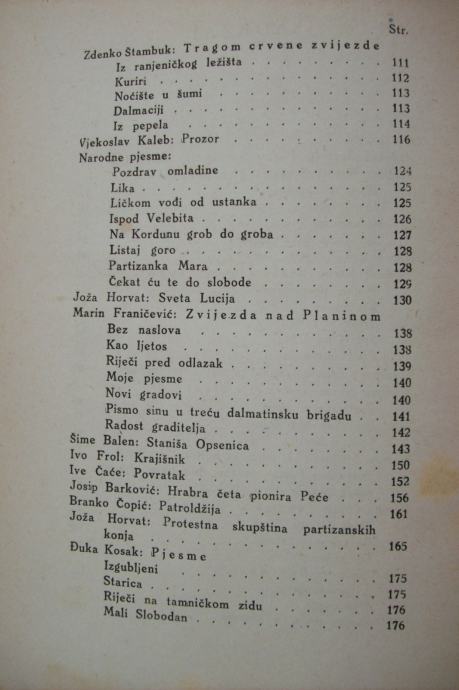 Str.
Zdenko Štambuk: Tragom crvene zvijezde
Iz ranjeničkog ležišta . . . . . . . . 111
Kuriri . . . . . . . . . . . . . 112
Noćište u šumi . . . . . . . . . . 113
Dalmaciji . . . . . . . . . . . . 113
Iz pepela . . . . . . . . . . . . 114
Vjekoslav Kaleb: Prozor . . . . . . . . . 116
Narodne pjesme:
Pozdrav omladine . . . . . . . . . 124
Lika . . . . . . . . . . . . . . 125
Ličkom vođi od ustanka . . . . . . . 125
Ispod Velebita . . . . . . . . . . 126
Na Kordunu grob do groba . . . . . . 127
Listaj goro . . . . . . . . . . . 128
Partizanka Mara . . . . . . . . . . 128
Čekat ću te do slobode . . . . . . . 129
Joža Horvat: Sveta Lucija . . . . . . . . 130
Marin Franičević: Zvijezda nad Planinom
Bez naslova . . . . . . . . . . . 138
Kao ljetos . . . . . . . . . . . 138
Riječi pred odlazak . . . . . . . . 139
Moje pjesme . . . . . . . . . . . 140
Novi gradovi . . . . . . . . . . . 140
Pismo sinu u treću dalmatinsku brigadu . . 141
Radost graditelja . . . . . . . . . 142
Šime Balen: Staniša Opsenica . . . . . . . 143
Ivo Frol: Krajišnik . . . . . . . . . . . 150
Ive Čaće: Povratak . . . . . . . . . . . 152
Josip Barković: Hrabra četa pionira Peće . . . 156
Branko Ćopić: Patroldžija . . . . . . . . . 161
Joža Horvat: Protestna skupština partizanskih
konja . . . . . . . . . . . . . 165
Đuka Kosak: Pjesme
Izgubljeni . . . . . . . . . . . 175
Starica . . . . . . . . . . . . . 175
Riječi na tamničkom zidu . . . . . . . 176
Mali Slobodan . . . . . . . . . . 176